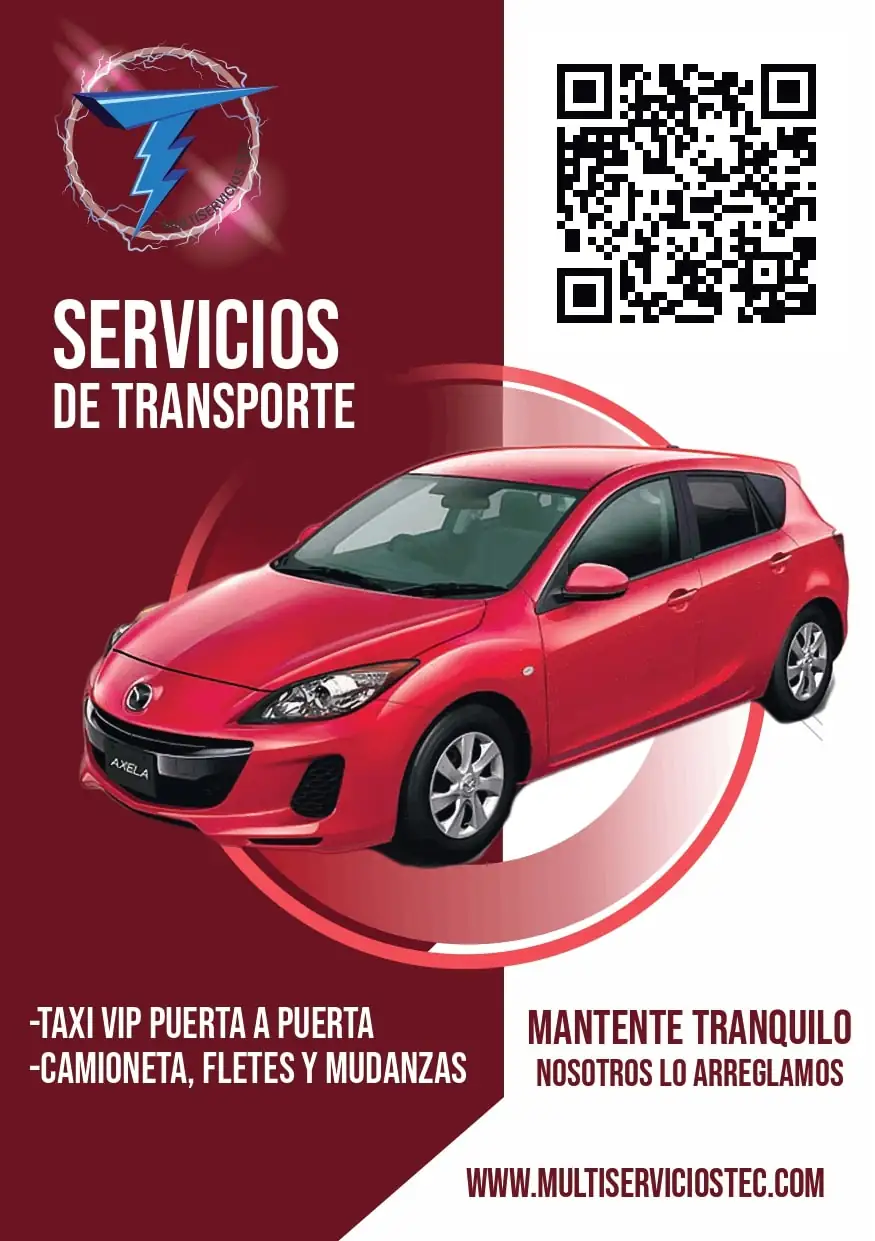 MULTISERVICIOS
SERVICIOS
DE TRANSPORTE
AXELA
-TAXI VIP PUERTA A PUERTA
-CAMIONETA, FLETES Y MUDANZAS
MANTENTE TRANQUILO
NOSOTROS LO ARREGLAMOS
WWW.MULTISERVICIOSTEC.COM